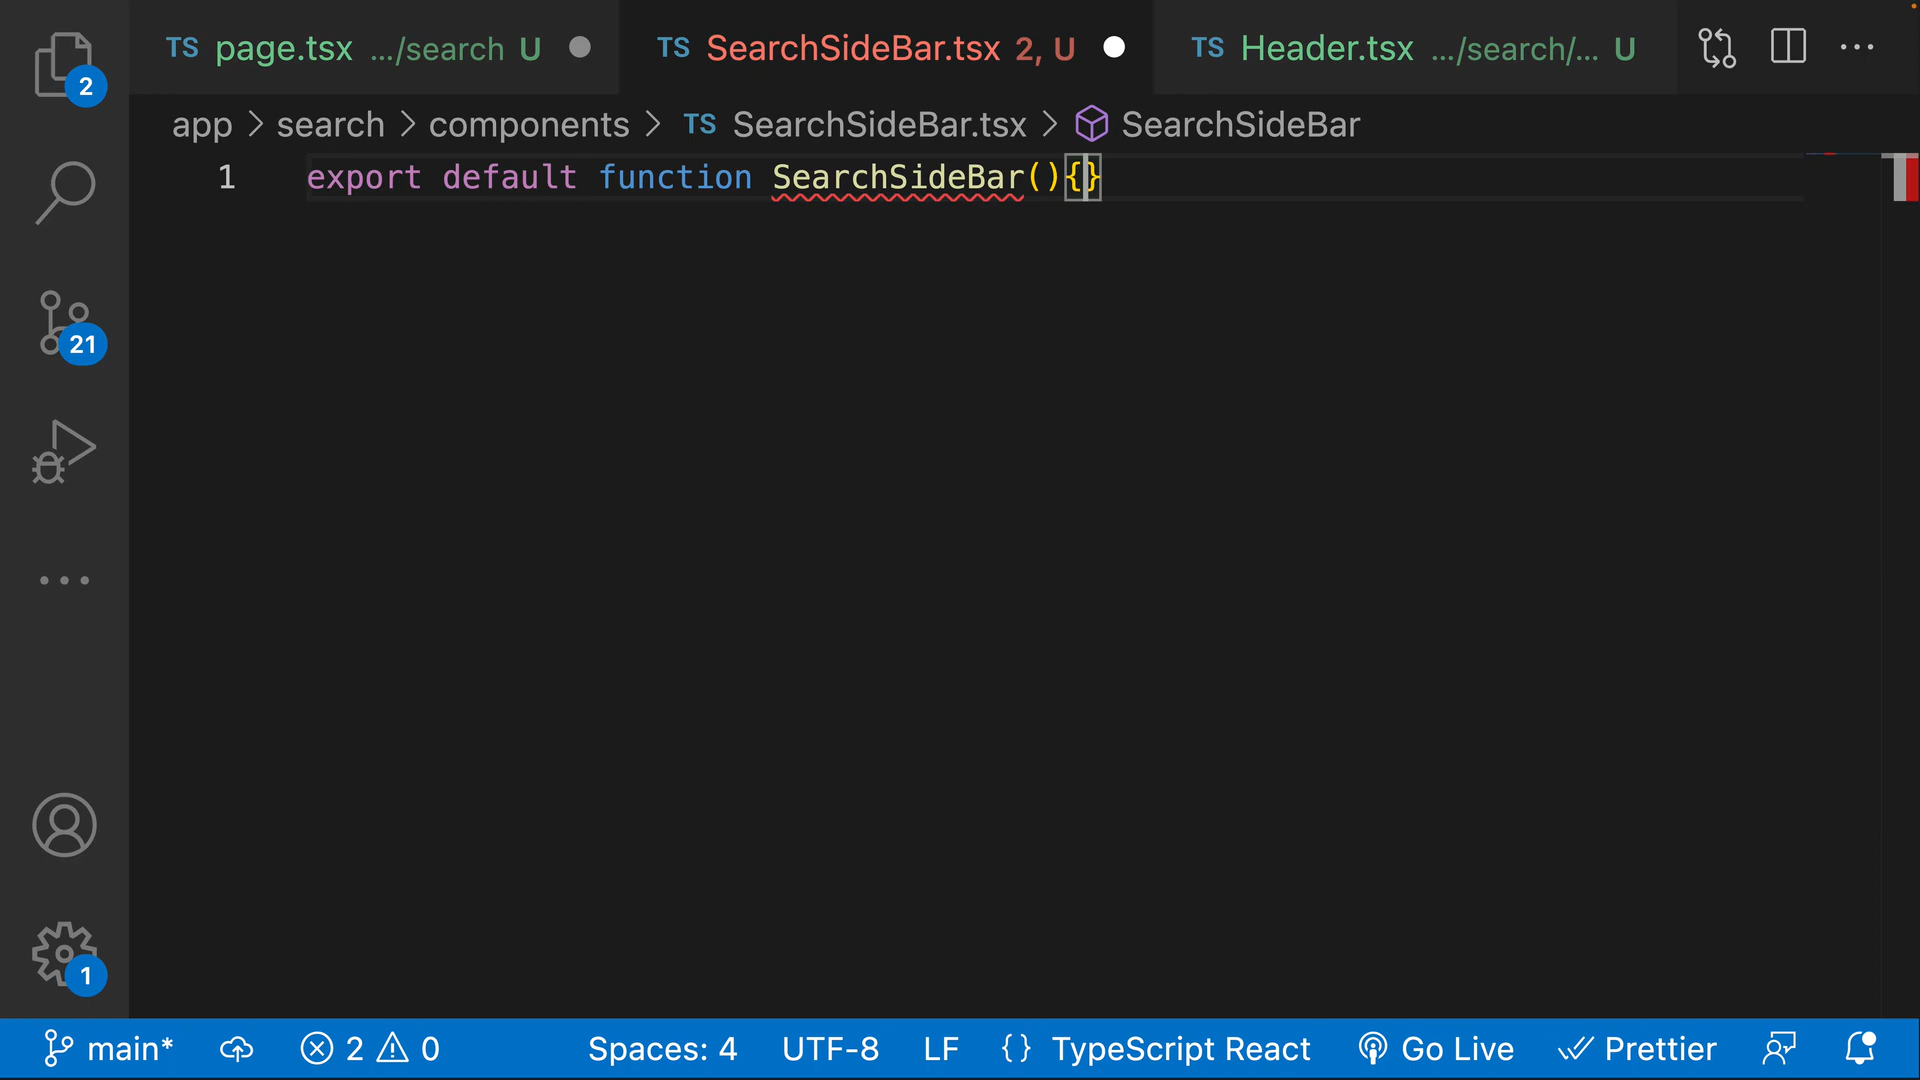 TS page.tsx .../search U
TS SearchSideBar.tsx 2, U
TS Header.tsx .../search/... U
app > search > components > TS SearchSideBar.tsx > SearchSideBar
1 export default function SearchSideBar(){}
2
21
1
main* 2 0 Spaces: 4 UTF-8 LF {} TypeScript React Go Live Prettier